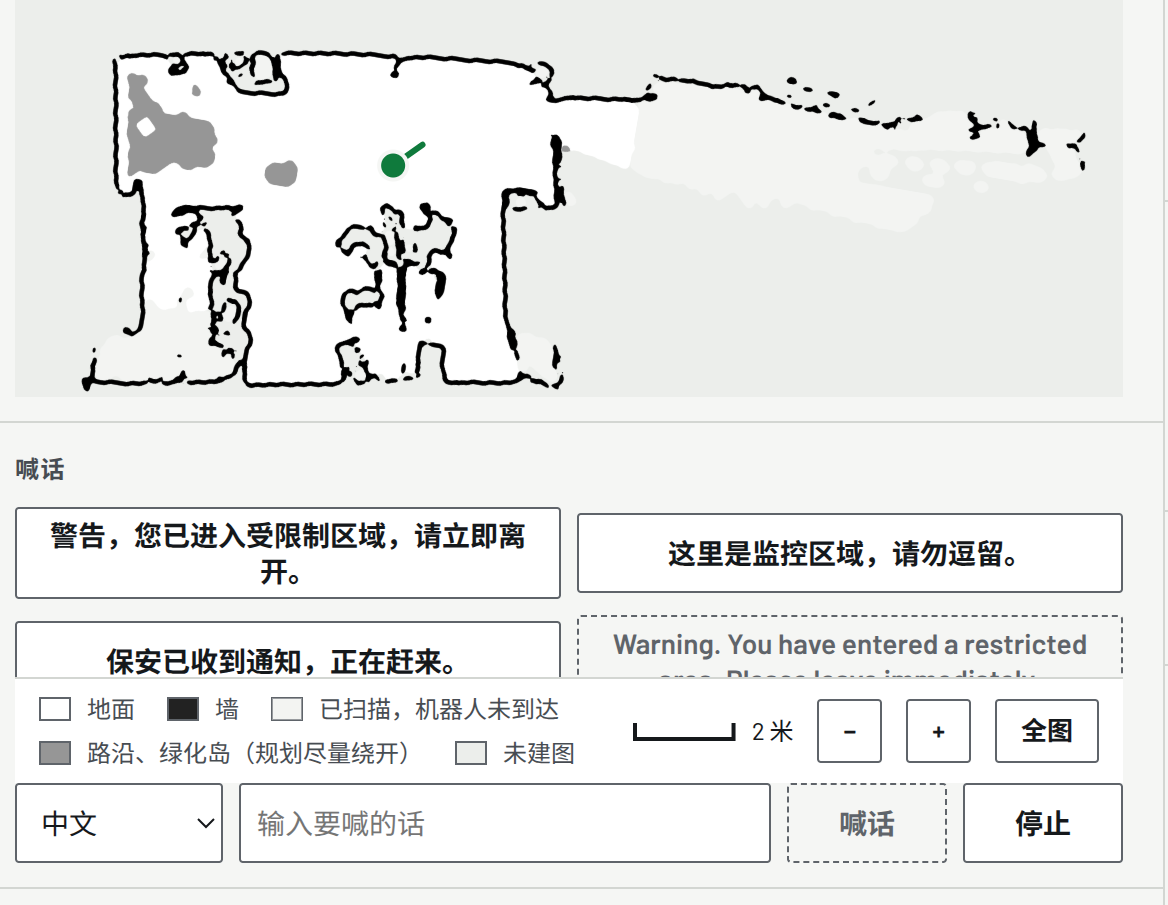 喊话
警告，您已进入受限制区域，请立即离
开。
这里是监控区域，请勿逗留。
保安已收到通知，正在赶来。
Warning. You have entered a restricted
area. Please leave immediately.
地面
墙
已扫描，机器人未到达
2 米
−
+
全图
路沿、绿化岛（规划尽量绕开）
未建图
中文
输入要喊的话
喊话
停止